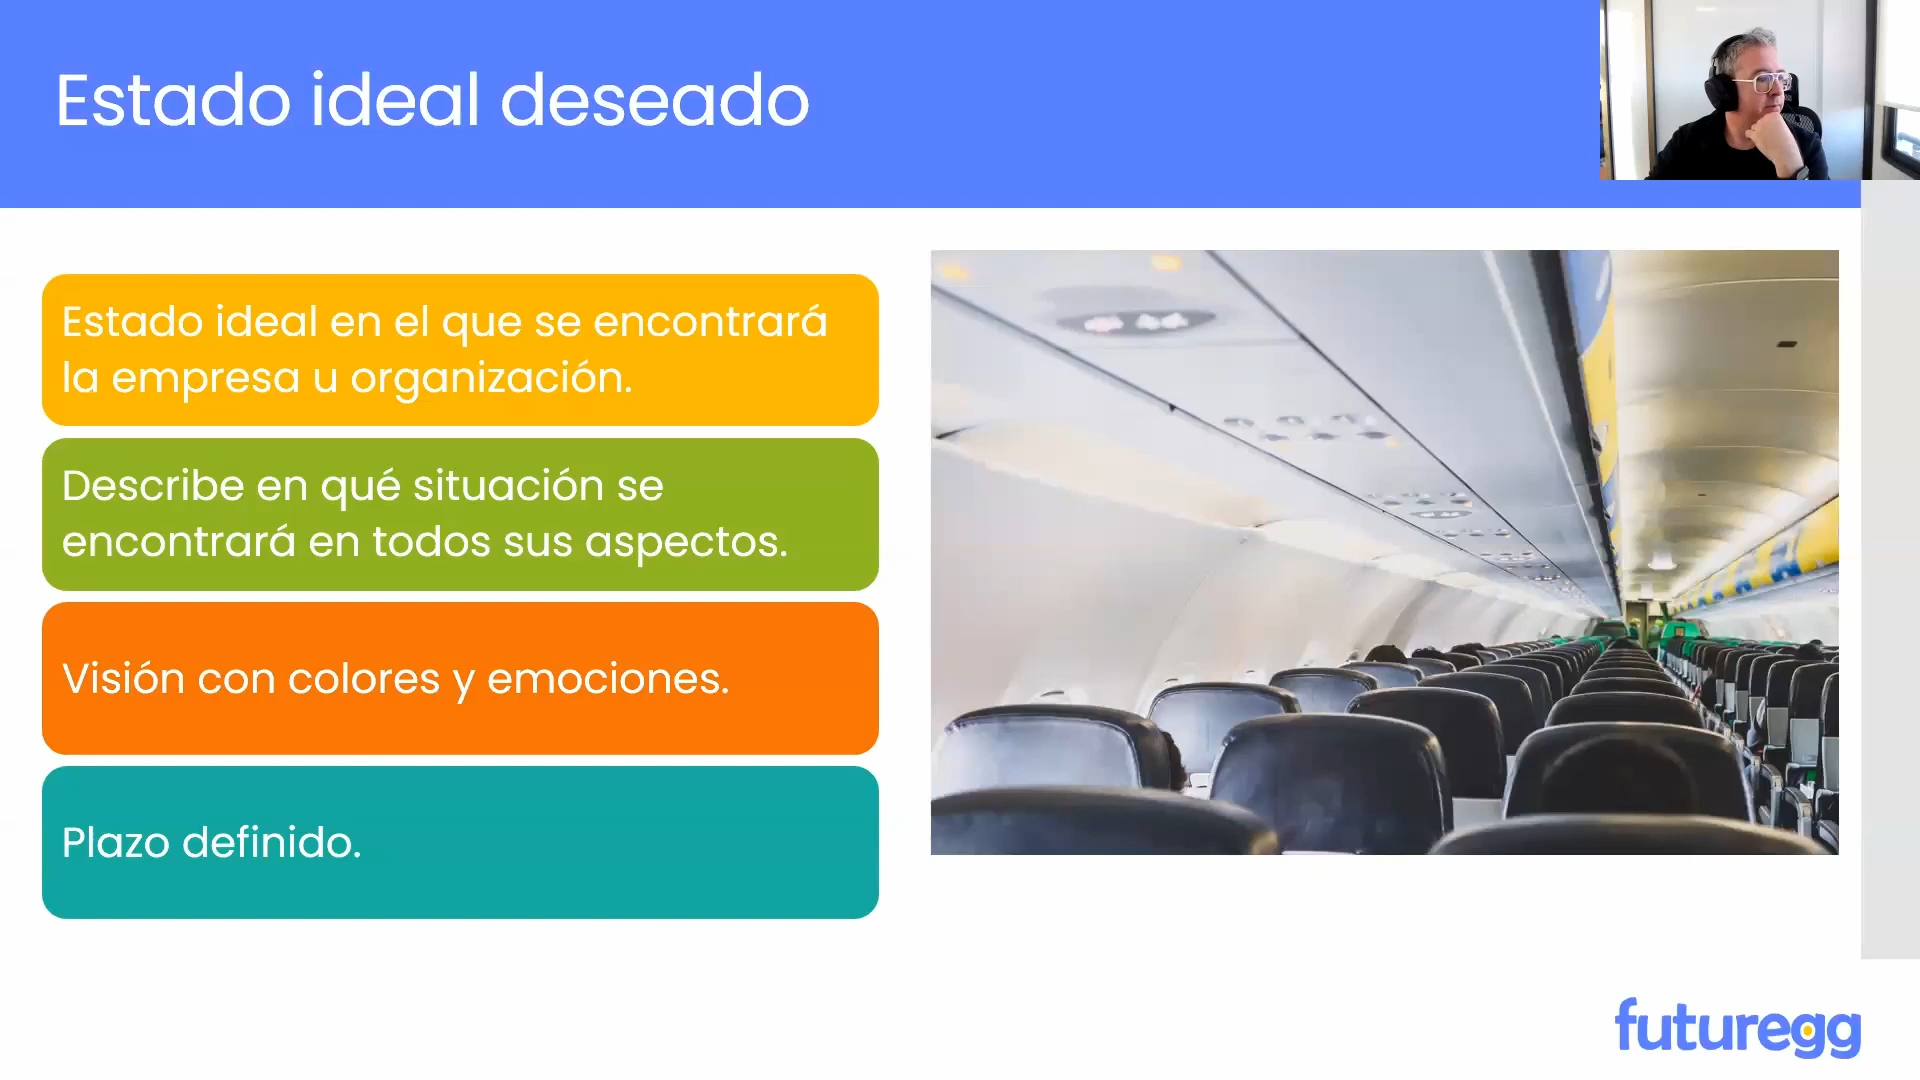 Estado ideal deseado
Estado ideal en el que se encontrará
la empresa u organización.
Describe en qué situación se
encontrará en todos sus aspectos.
Visión con colores y emociones.
Plazo definido.
futuregg